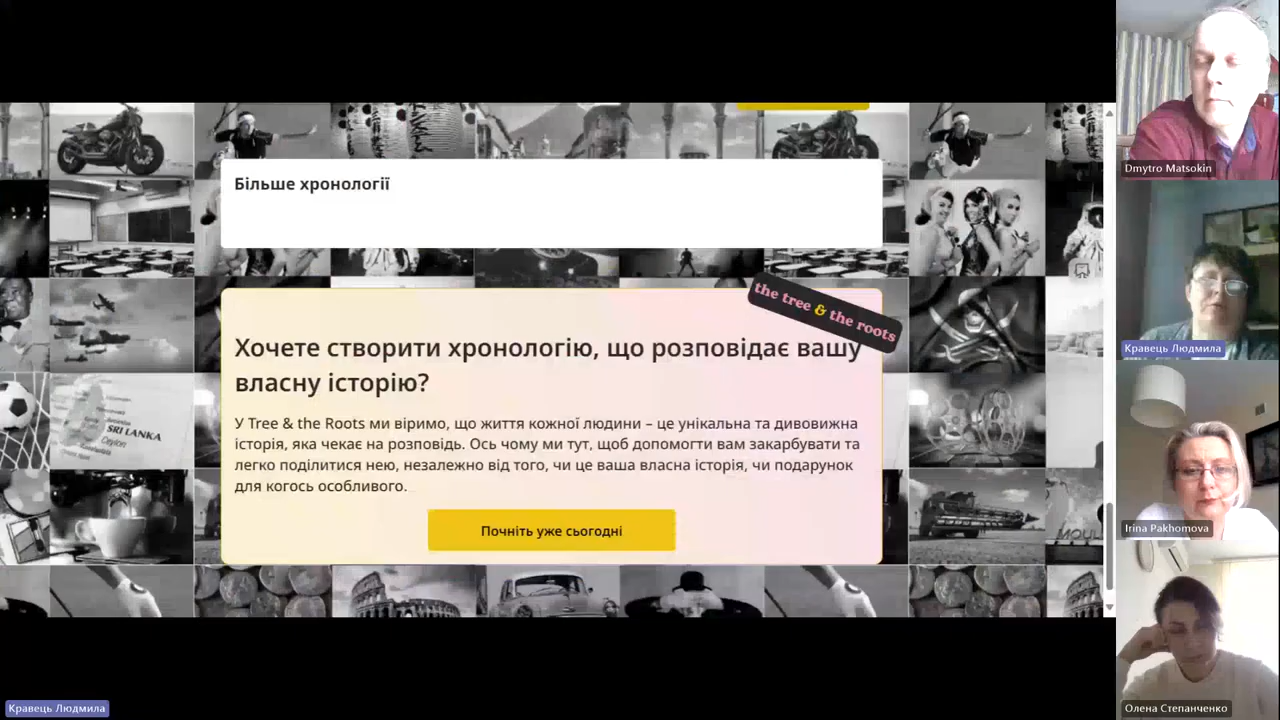 Більше хронології
the tree & the roots
Хочете створити хронологію, що розповідає вашу
власну історію?
У Tree & the Roots ми віримо, що життя кожної людини – це унікальна та дивовижна
історія, яка чекає на розповідь. Ось чому ми тут, щоб допомогти вам закарбувати та
легко поділитися нею, незалежно від того, чи це ваша власна історія, чи подарунок
для когось особливого.
Почніть уже сьогодні
SRI LANKA
Ceylon
Кравець Людмила
Dmytro Matsokin
Кравець Людмила
Irina Pakhomova
Олена Степанченко